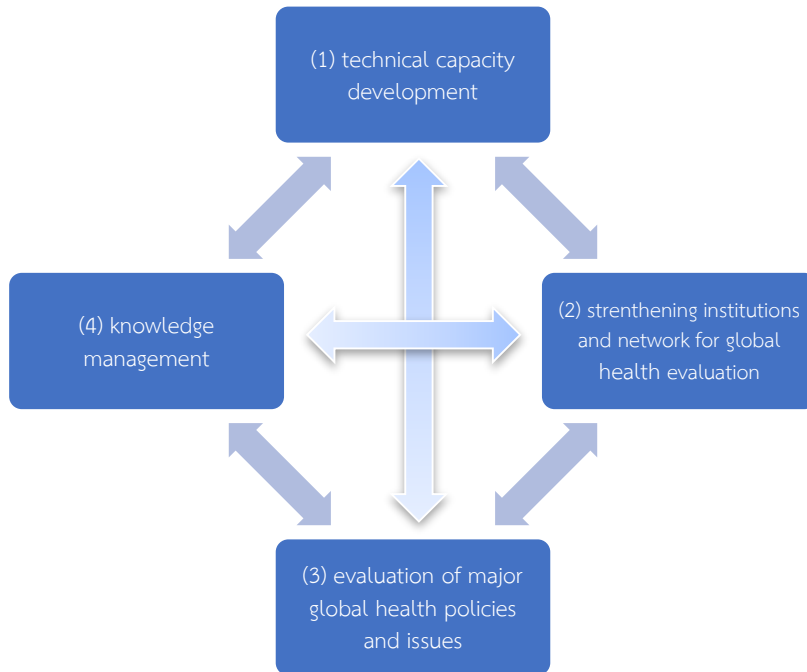 (1) technical capacity
development
(4) knowledge
management
(2) strenthening institutions
and network for global
health evaluation
(3) evaluation of major
global health policies
and issues